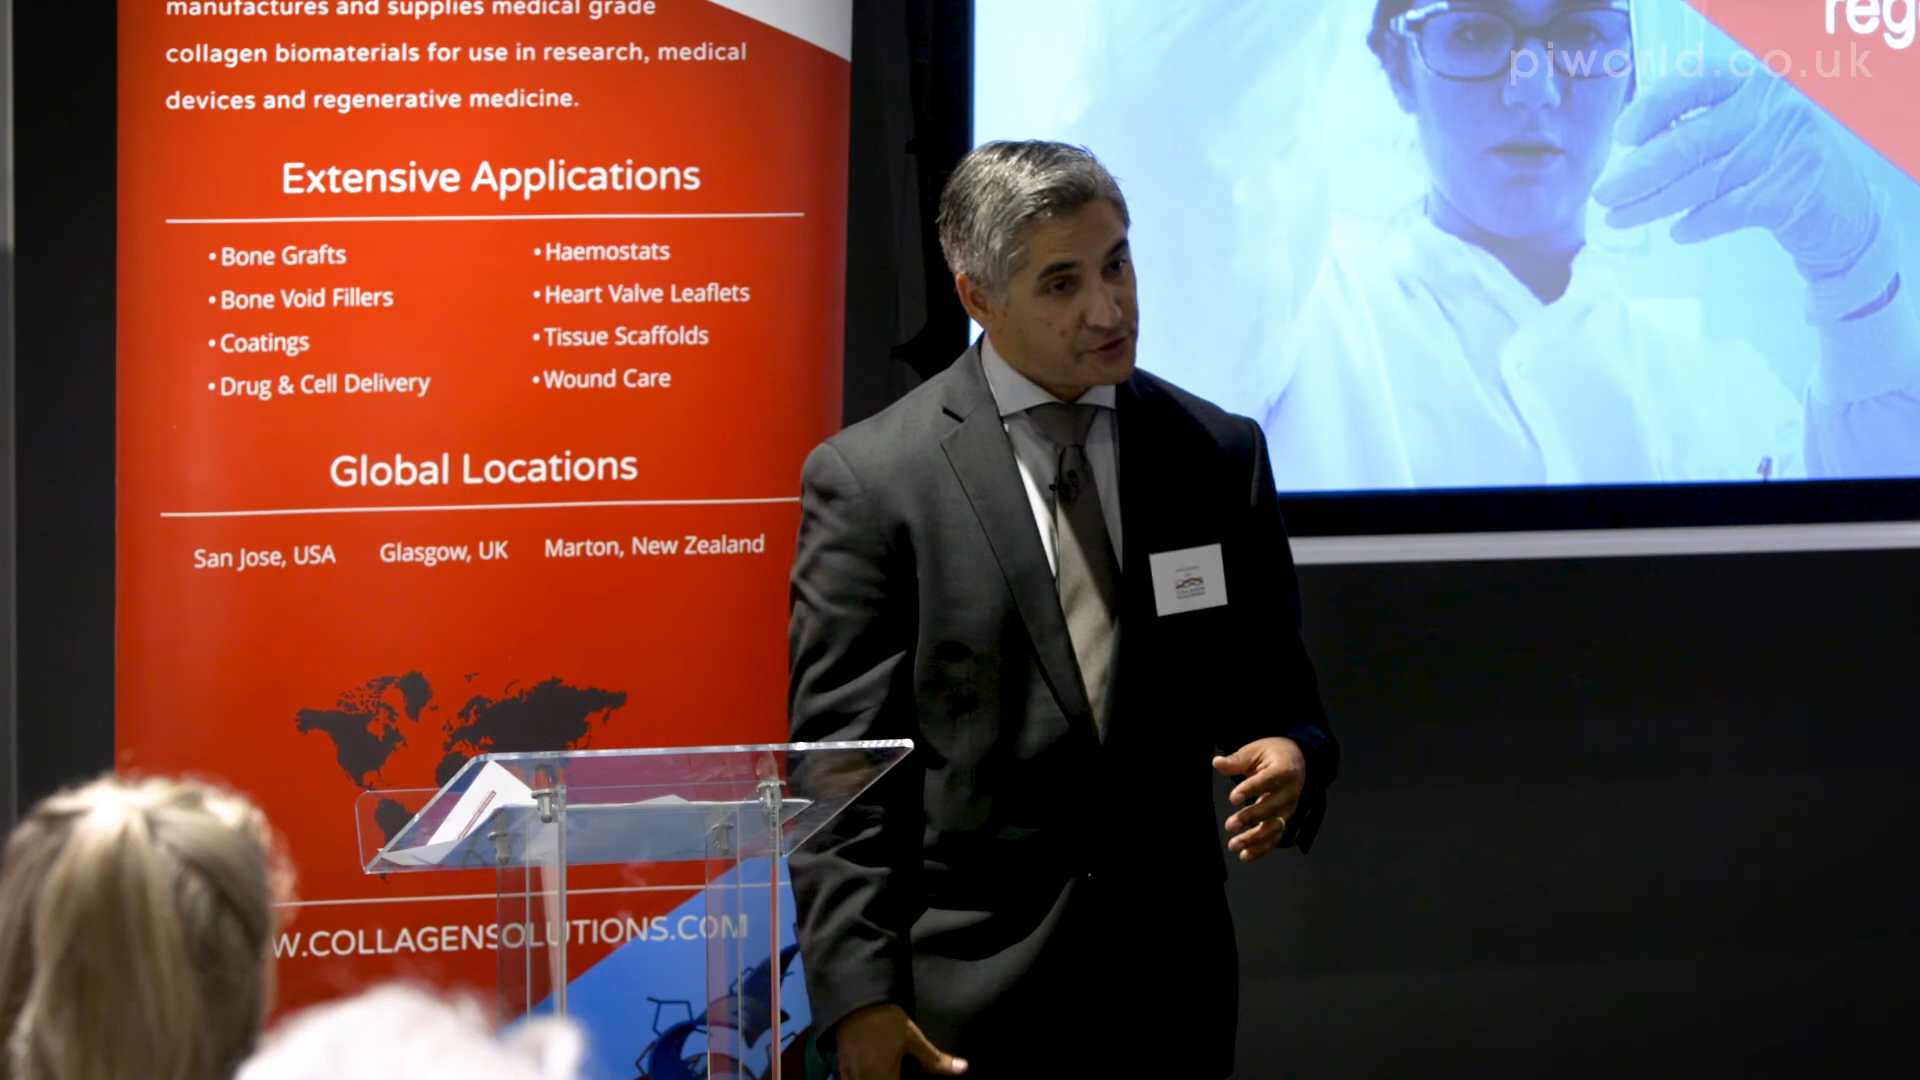 manufactures and supplies medical grade
collagen biomaterials for use in research, medical
devices and regenerative medicine.
Extensive Applications
• Bone Grafts
• Bone Void Fillers
• Coatings
• Drug & Cell Delivery
• Haemostats
• Heart Valve Leaflets
• Tissue Scaffolds
• Wound Care
Global Locations
San Jose, USA Glasgow, UK Marton, New Zealand
W.COLLAGENSOLUTIONS.COM
reg
piworld.co.uk